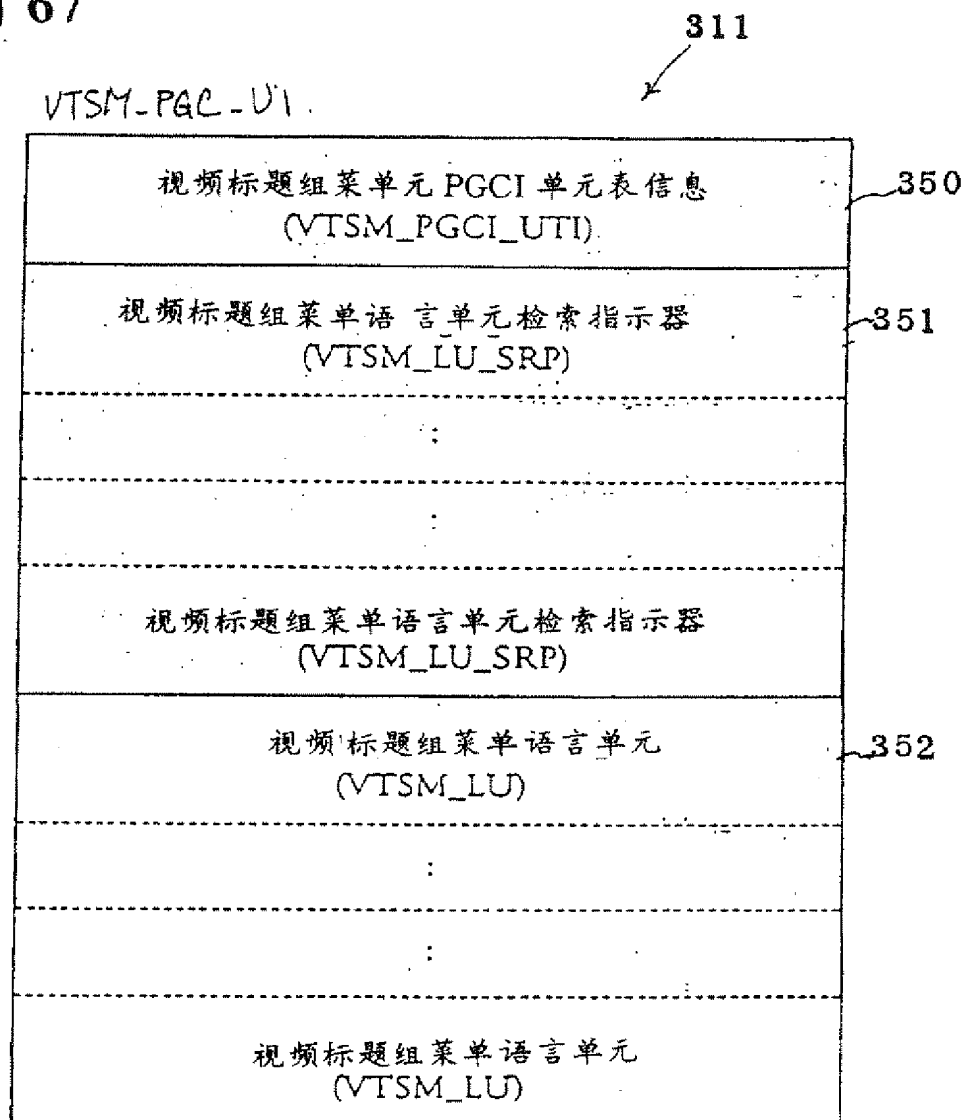 67
311
VTSM-PGC-UI.
视频标题组菜单元 PGCI 单元表信息
(VTSM_PGCI_UTI)
350
视频标题组菜单语 言单元检索指示器
(VTSM_LU_SRP)
351
:
:
视频标题组菜单语言单元检索指示器
(VTSM_LU_SRP)
视频标题组菜单语言单元
(VTSM_LU)
352
:
:
视频标题组菜单语言单元
(VTSM_LU)